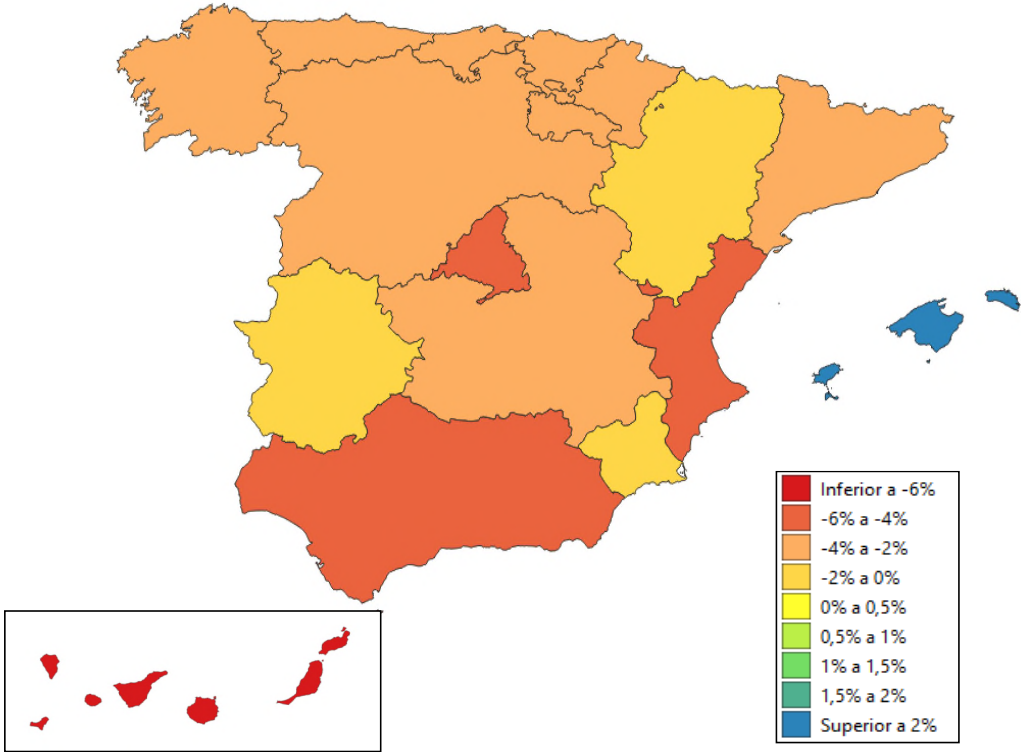 Inferior a -6%
-6% a -4%
-4% a -2%
-2% a 0%
0% a 0,5%
0,5% a 1%
1% a 1,5%
1,5% a 2%
Superior a 2%